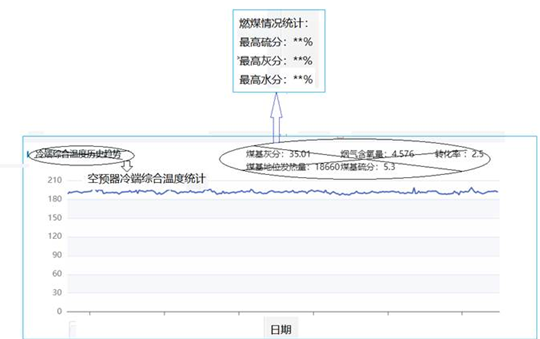 燃煤情况统计：
最高硫分：**%
最高灰分：**%
最高水分：**%
冷端综合温度历史趋势
煤基灰分：35.01 烟气含氧量：4.576 转化率：2.5
煤基地位发热量：18660 煤基硫分：5.3
空预器冷端综合温度统计
210
180
150
120
90
60
30
0
日期